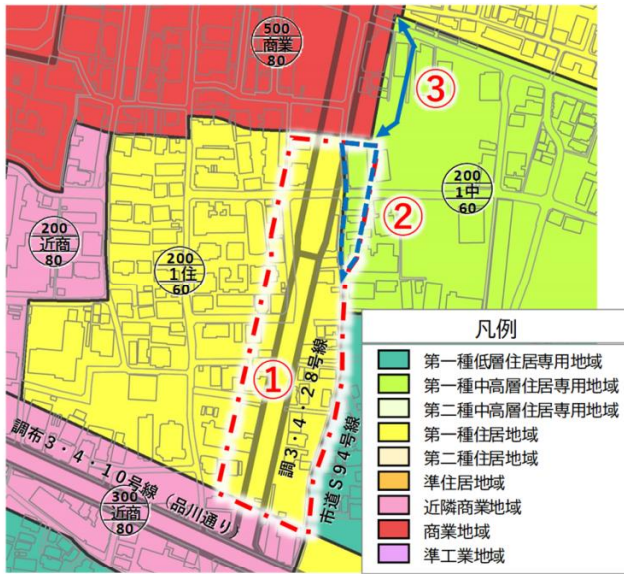 500
商業
80
③
200
1中
60
②
200
近商
80
200
1住
60
①
調3・4・28号線
市道S94号線
調布3・4・10号線（品川通り）
300
近商
80
凡例
第一種低層住居専用地域
第一種中高層住居専用地域
第二種中高層住居専用地域
第一種住居地域
第二種住居地域
準住居地域
近隣商業地域
商業地域
準工業地域